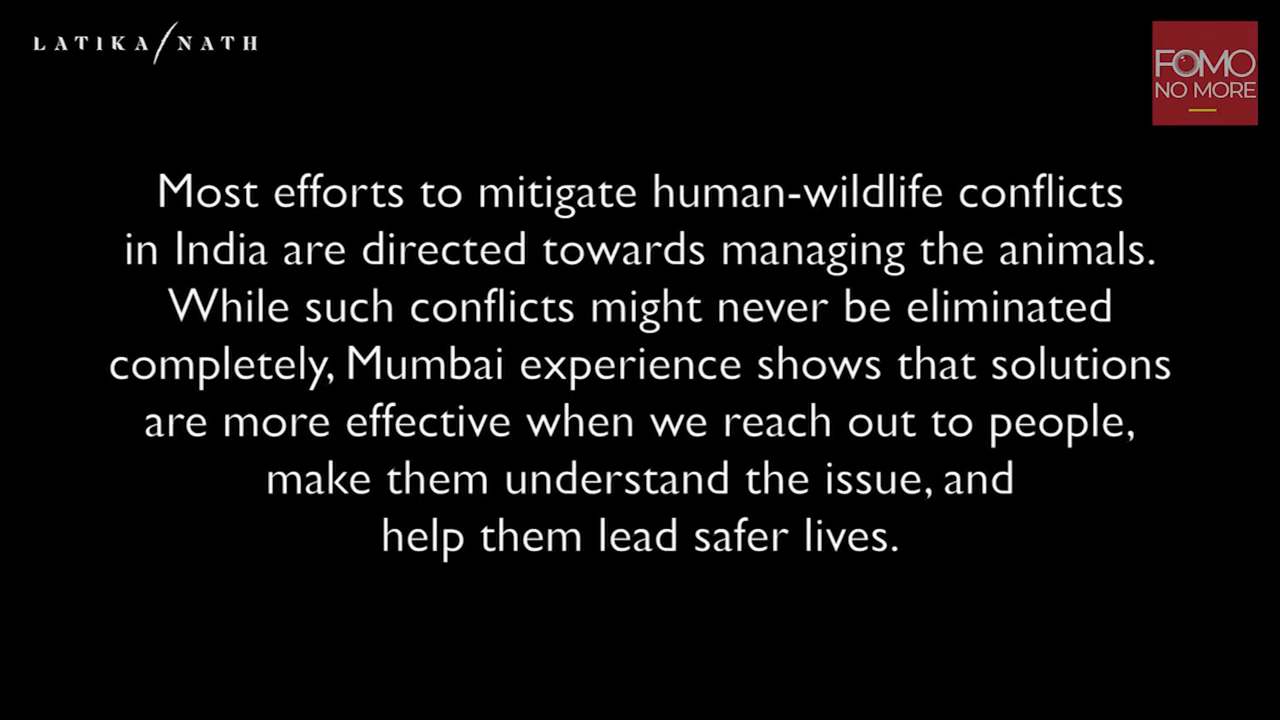 LATIKA/NATH
FOMO
NO MORE
Most efforts to mitigate human-wildlife conflicts
in India are directed towards managing the animals.
While such conflicts might never be eliminated
completely, Mumbai experience shows that solutions
are more effective when we reach out to people,
make them understand the issue, and
help them lead safer lives.